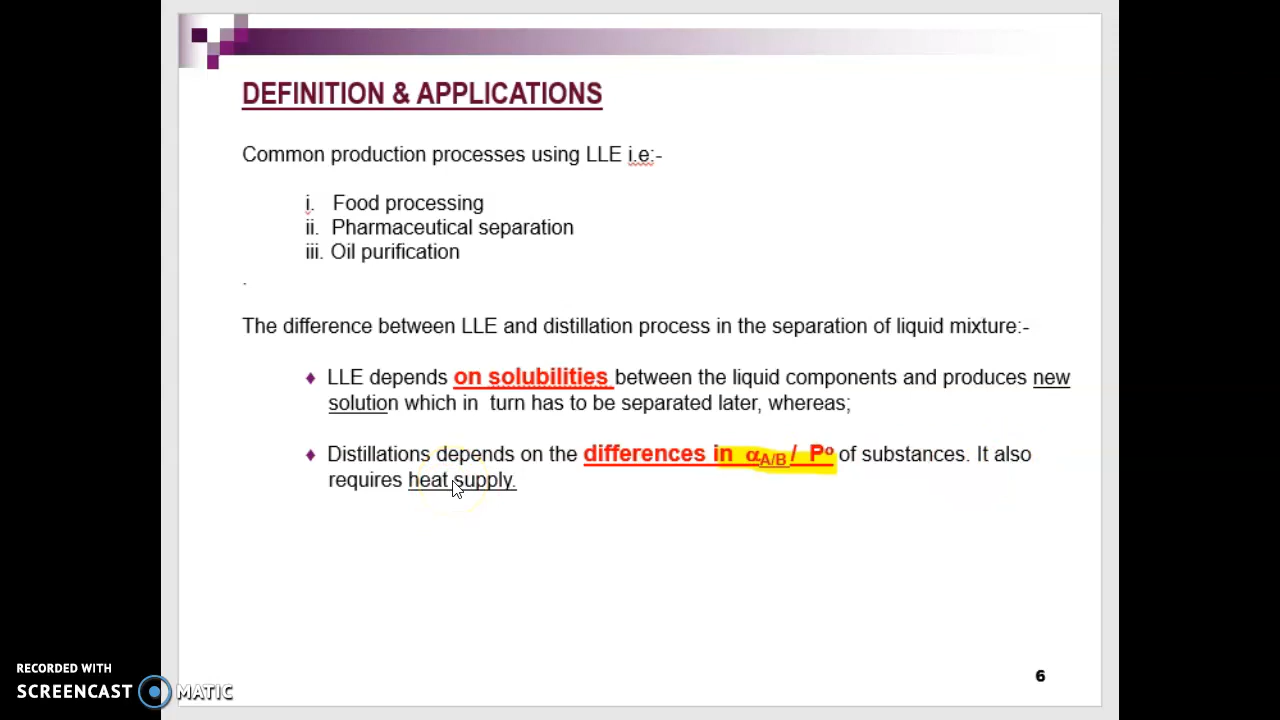 DEFINITION & APPLICATIONS
Common production processes using LLE i.e:-
i. Food processing
ii. Pharmaceutical separation
iii. Oil purification
.
The difference between LLE and distillation process in the separation of liquid mixture:-
♦ LLE depends on solubilities between the liquid components and produces new
solution which in turn has to be separated later, whereas;
♦ Distillations depends on the differences in αA/B / Pº of substances. It also
requires heat supply.
6
RECORDED WITH
SCREENCAST MATIC